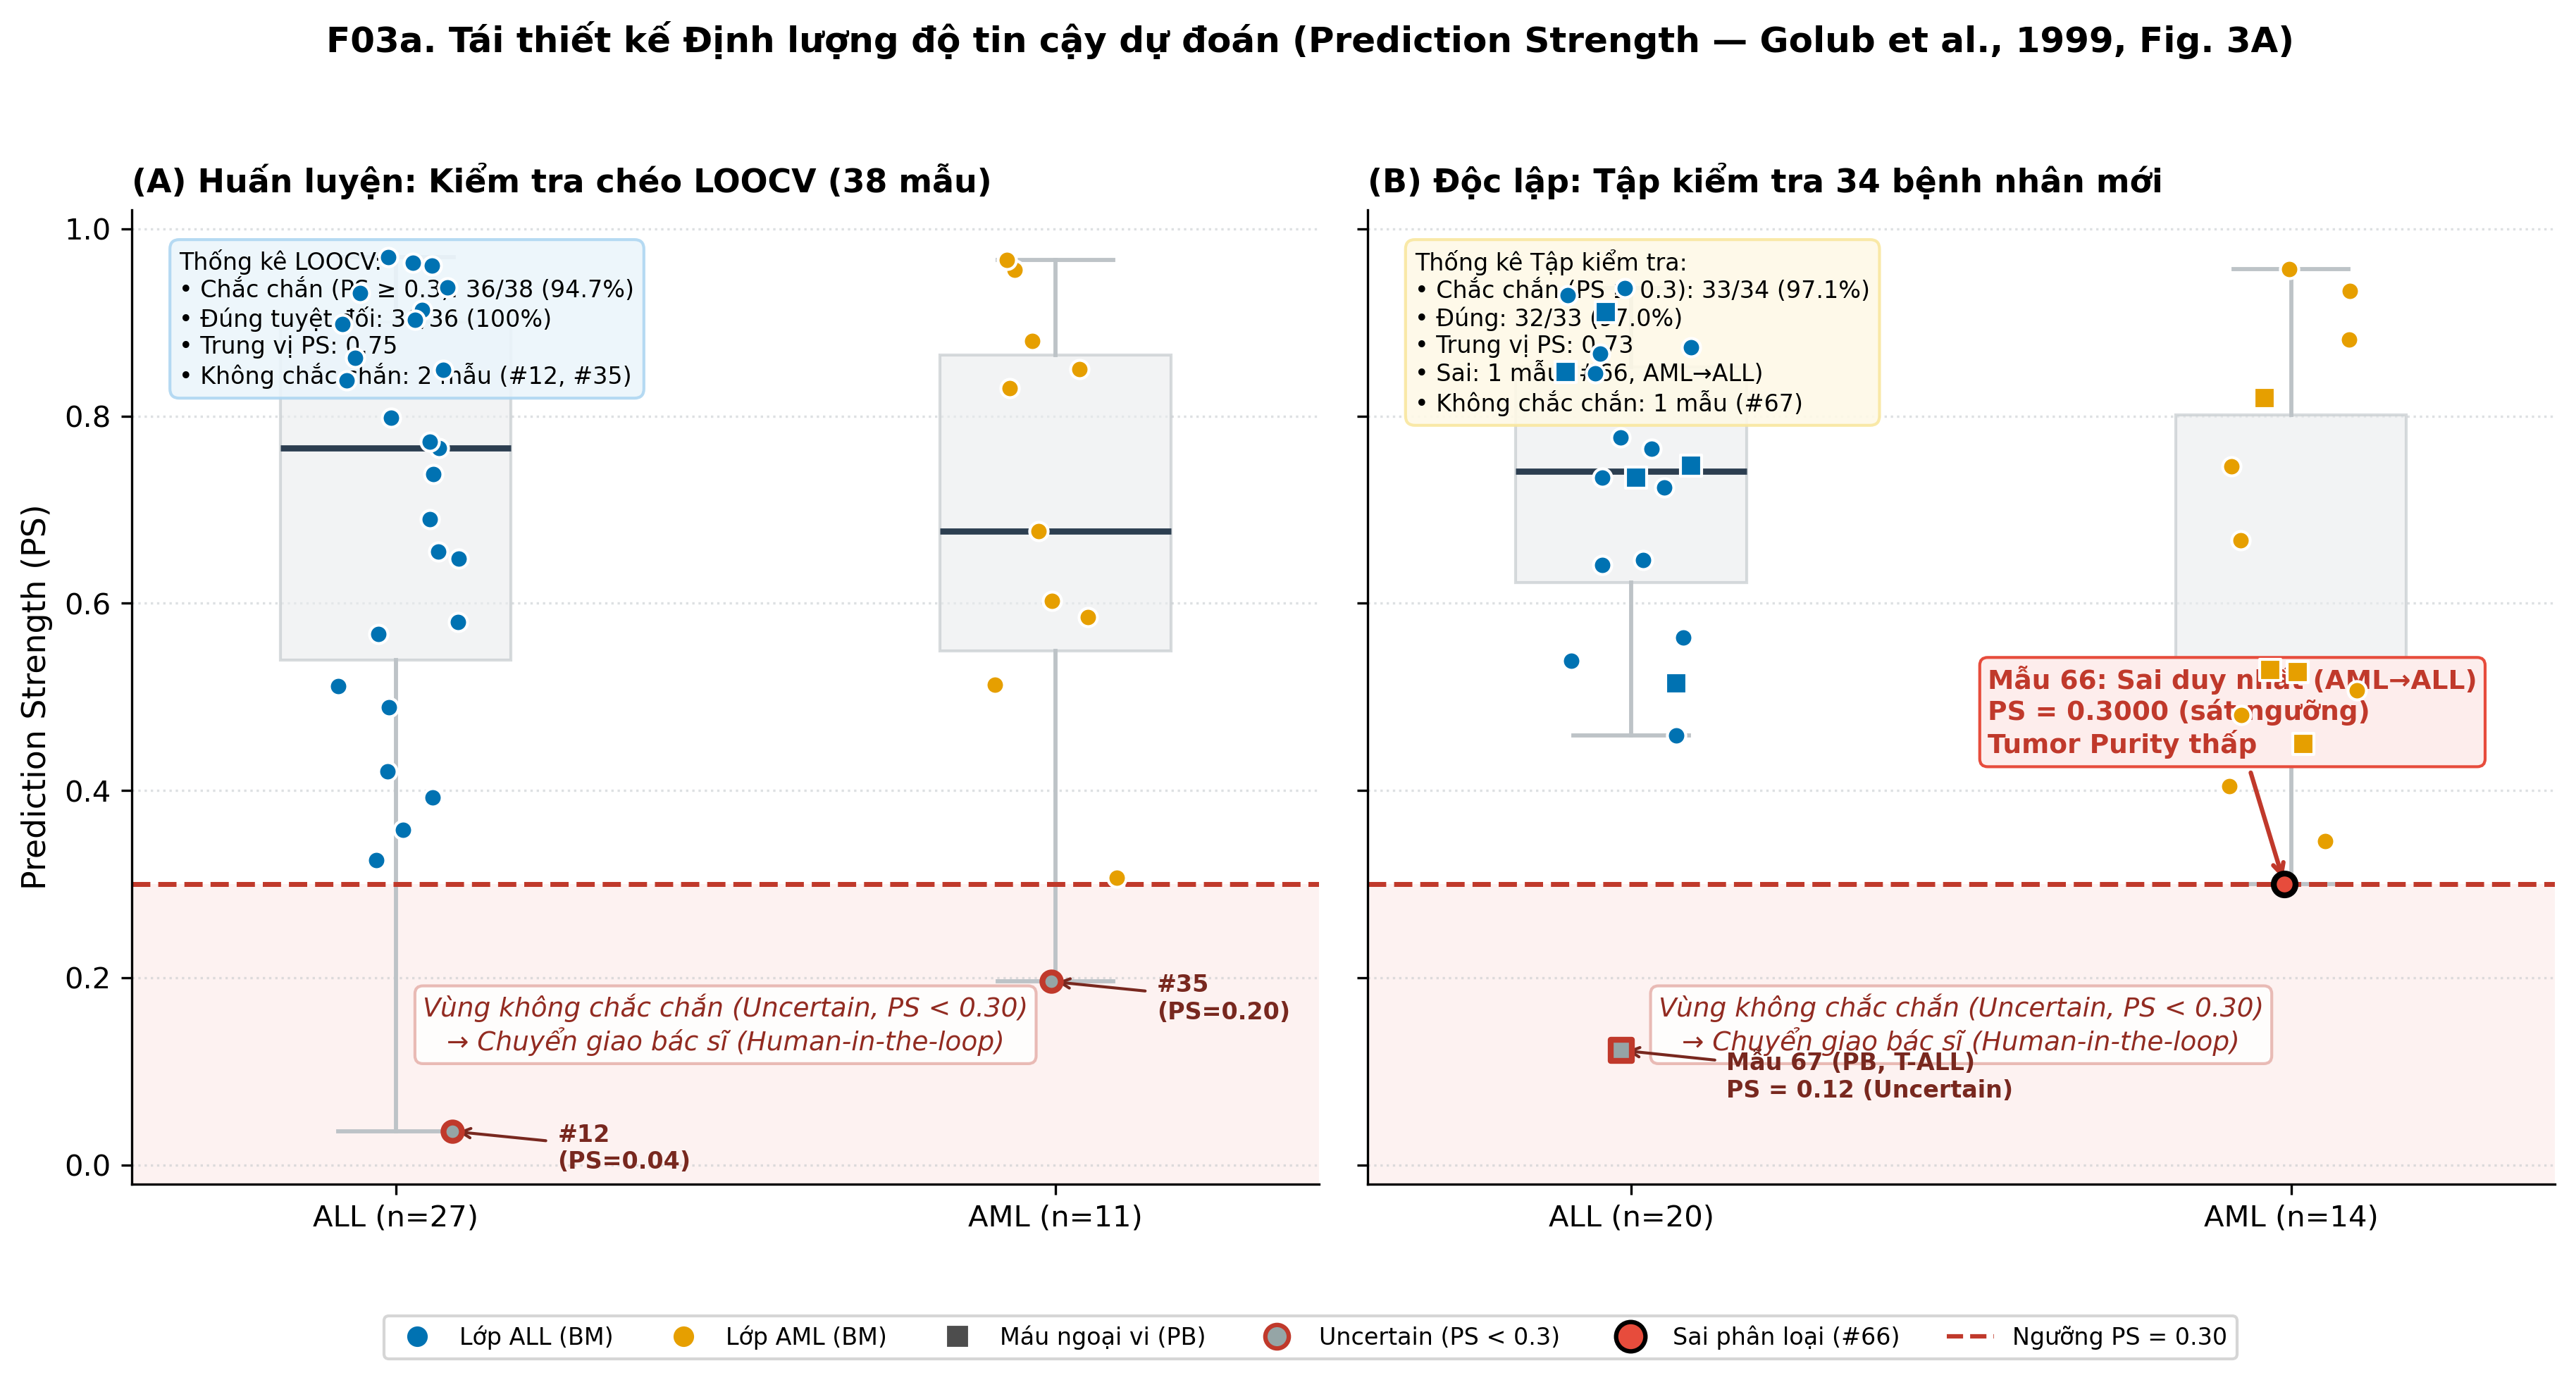 F03a. Tái thiết kế Định lượng độ tin cậy dự đoán (Prediction Strength — Golub et al., 1999, Fig. 3A)
(A) Huấn luyện: Kiểm tra chéo LOOCV (38 mẫu)
Prediction Strength (PS)
1.0
0.8
0.6
0.4
0.2
0.0
Thống kê LOOCV:
• Chắc chắn (PS ≥ 0.3): 36/38 (94.7%)
• Đúng tuyệt đối: 36/36 (100%)
• Trung vị PS: 0.75
• Không chắc chắn: 2 mẫu (#12, #35)
#35
(PS=0.20)
Vùng không chắc chắn (Uncertain, PS < 0.30)
→ Chuyển giao bác sĩ (Human-in-the-loop)
#12
(PS=0.04)
ALL (n=27)
AML (n=11)
(B) Độc lập: Tập kiểm tra 34 bệnh nhân mới
Thống kê Tập kiểm tra:
• Chắc chắn (PS ≥ 0.3): 33/34 (97.1%)
• Đúng: 32/33 (97.0%)
• Trung vị PS: 0.73
• Sai: 1 mẫu (#66, AML→ALL)
• Không chắc chắn: 1 mẫu (#67)
Mẫu 66: Sai duy nhất (AML→ALL)
PS = 0.3000 (sát ngưỡng)
Tumor Purity thấp
Vùng không chắc chắn (Uncertain, PS < 0.30)
→ Chuyển giao bác sĩ (Human-in-the-loop)
Mẫu 67 (PB, T-ALL)
PS = 0.12 (Uncertain)
ALL (n=20)
AML (n=14)
Lớp ALL (BM)
Lớp AML (BM)
Máu ngoại vi (PB)
Uncertain (PS < 0.3)
Sai phân loại (#66)
Ngưỡng PS = 0.30